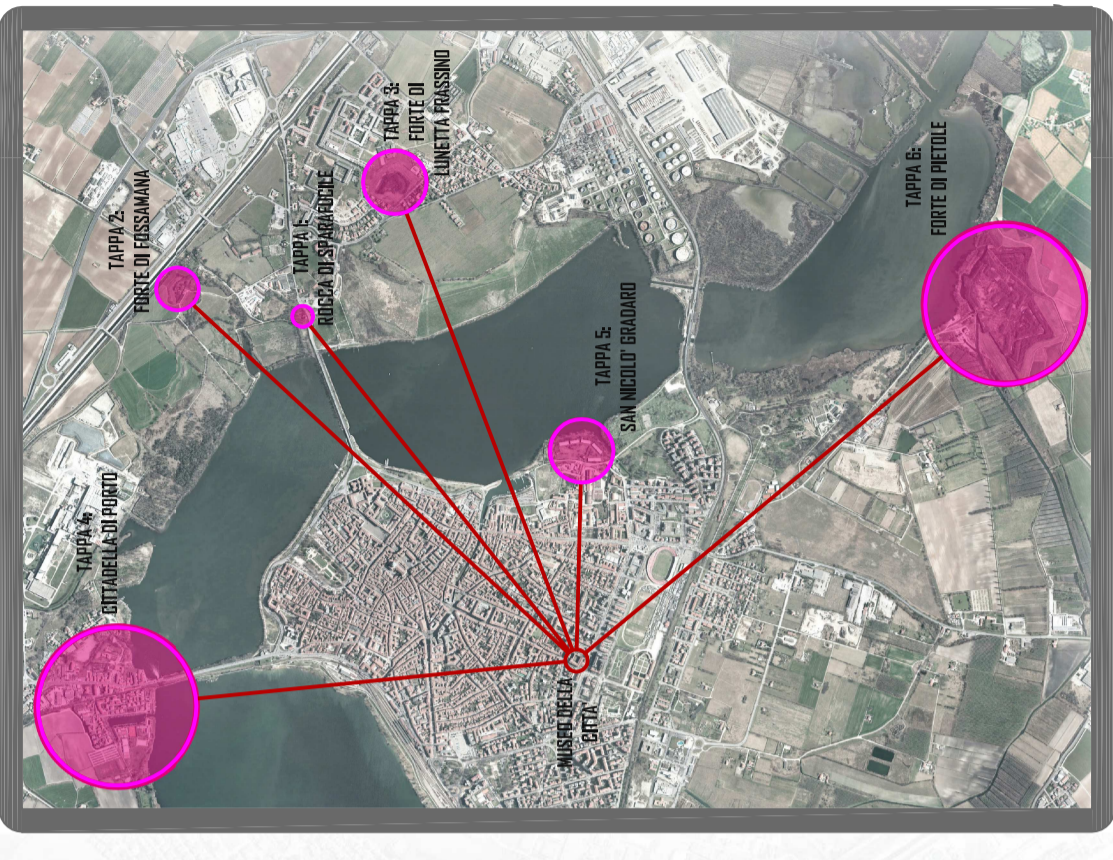 TAPPA 4:
CITTADELLA DI PORTO
TAPPA 2:
FORTE DI FOSSAMANA
TAPPA 1:
ROCCA DI SPARAFUCILE
TAPPA 3:
FORTE DI
LUNETTA FRASSINO
MUSEO DELLA
CITTÀ
TAPPA 5:
SAN NICOLO' GRADARO
TAPPA 6:
FORTE DI PIETOLE